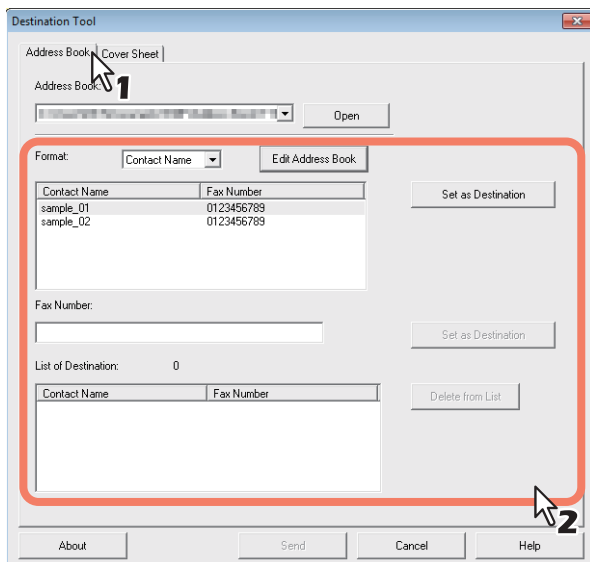 Destination Tool
Address Book Cover Sheet
1
Address Book:
Open
Format: Contact Name Edit Address Book
Contact Name Fax Number
Set as Destination
sample_01 0123456789
sample_02 0123456789
Fax Number:
Set as Destination
List of Destination: 0
Contact Name Fax Number
Delete from List
2
About Send Cancel Help